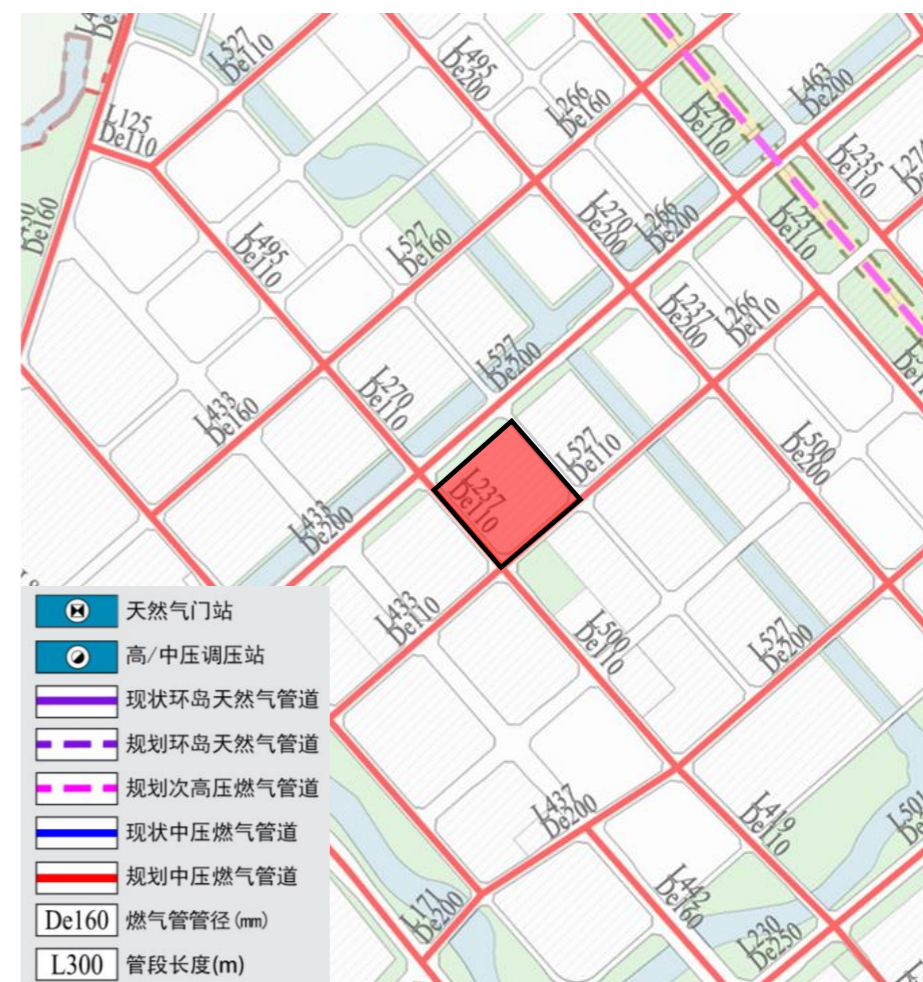 L527
De110
L495
De200
L266
De160
L463
De200
L270
De110
L125
De110
L235
De110
De160
L495
De110
L527
De160
L270
De200
L266
De200
L237
De110
L237
De200
L266
De110
L527
De200
L270
De110
L433
De160
L527
De110
L500
De200
L237
De110
L433
De200
L433
De110
L500
De110
L527
De200
L437
De200
L419
De110
L442
De160
L171
De200
L230
De250
天然气门站
高/中压调压站
现状环岛天然气管道
规划环岛天然气管道
规划次高压燃气管道
现状中压燃气管道
规划中压燃气管道
De160 燃气管管径(mm)
L300 管段长度(m)